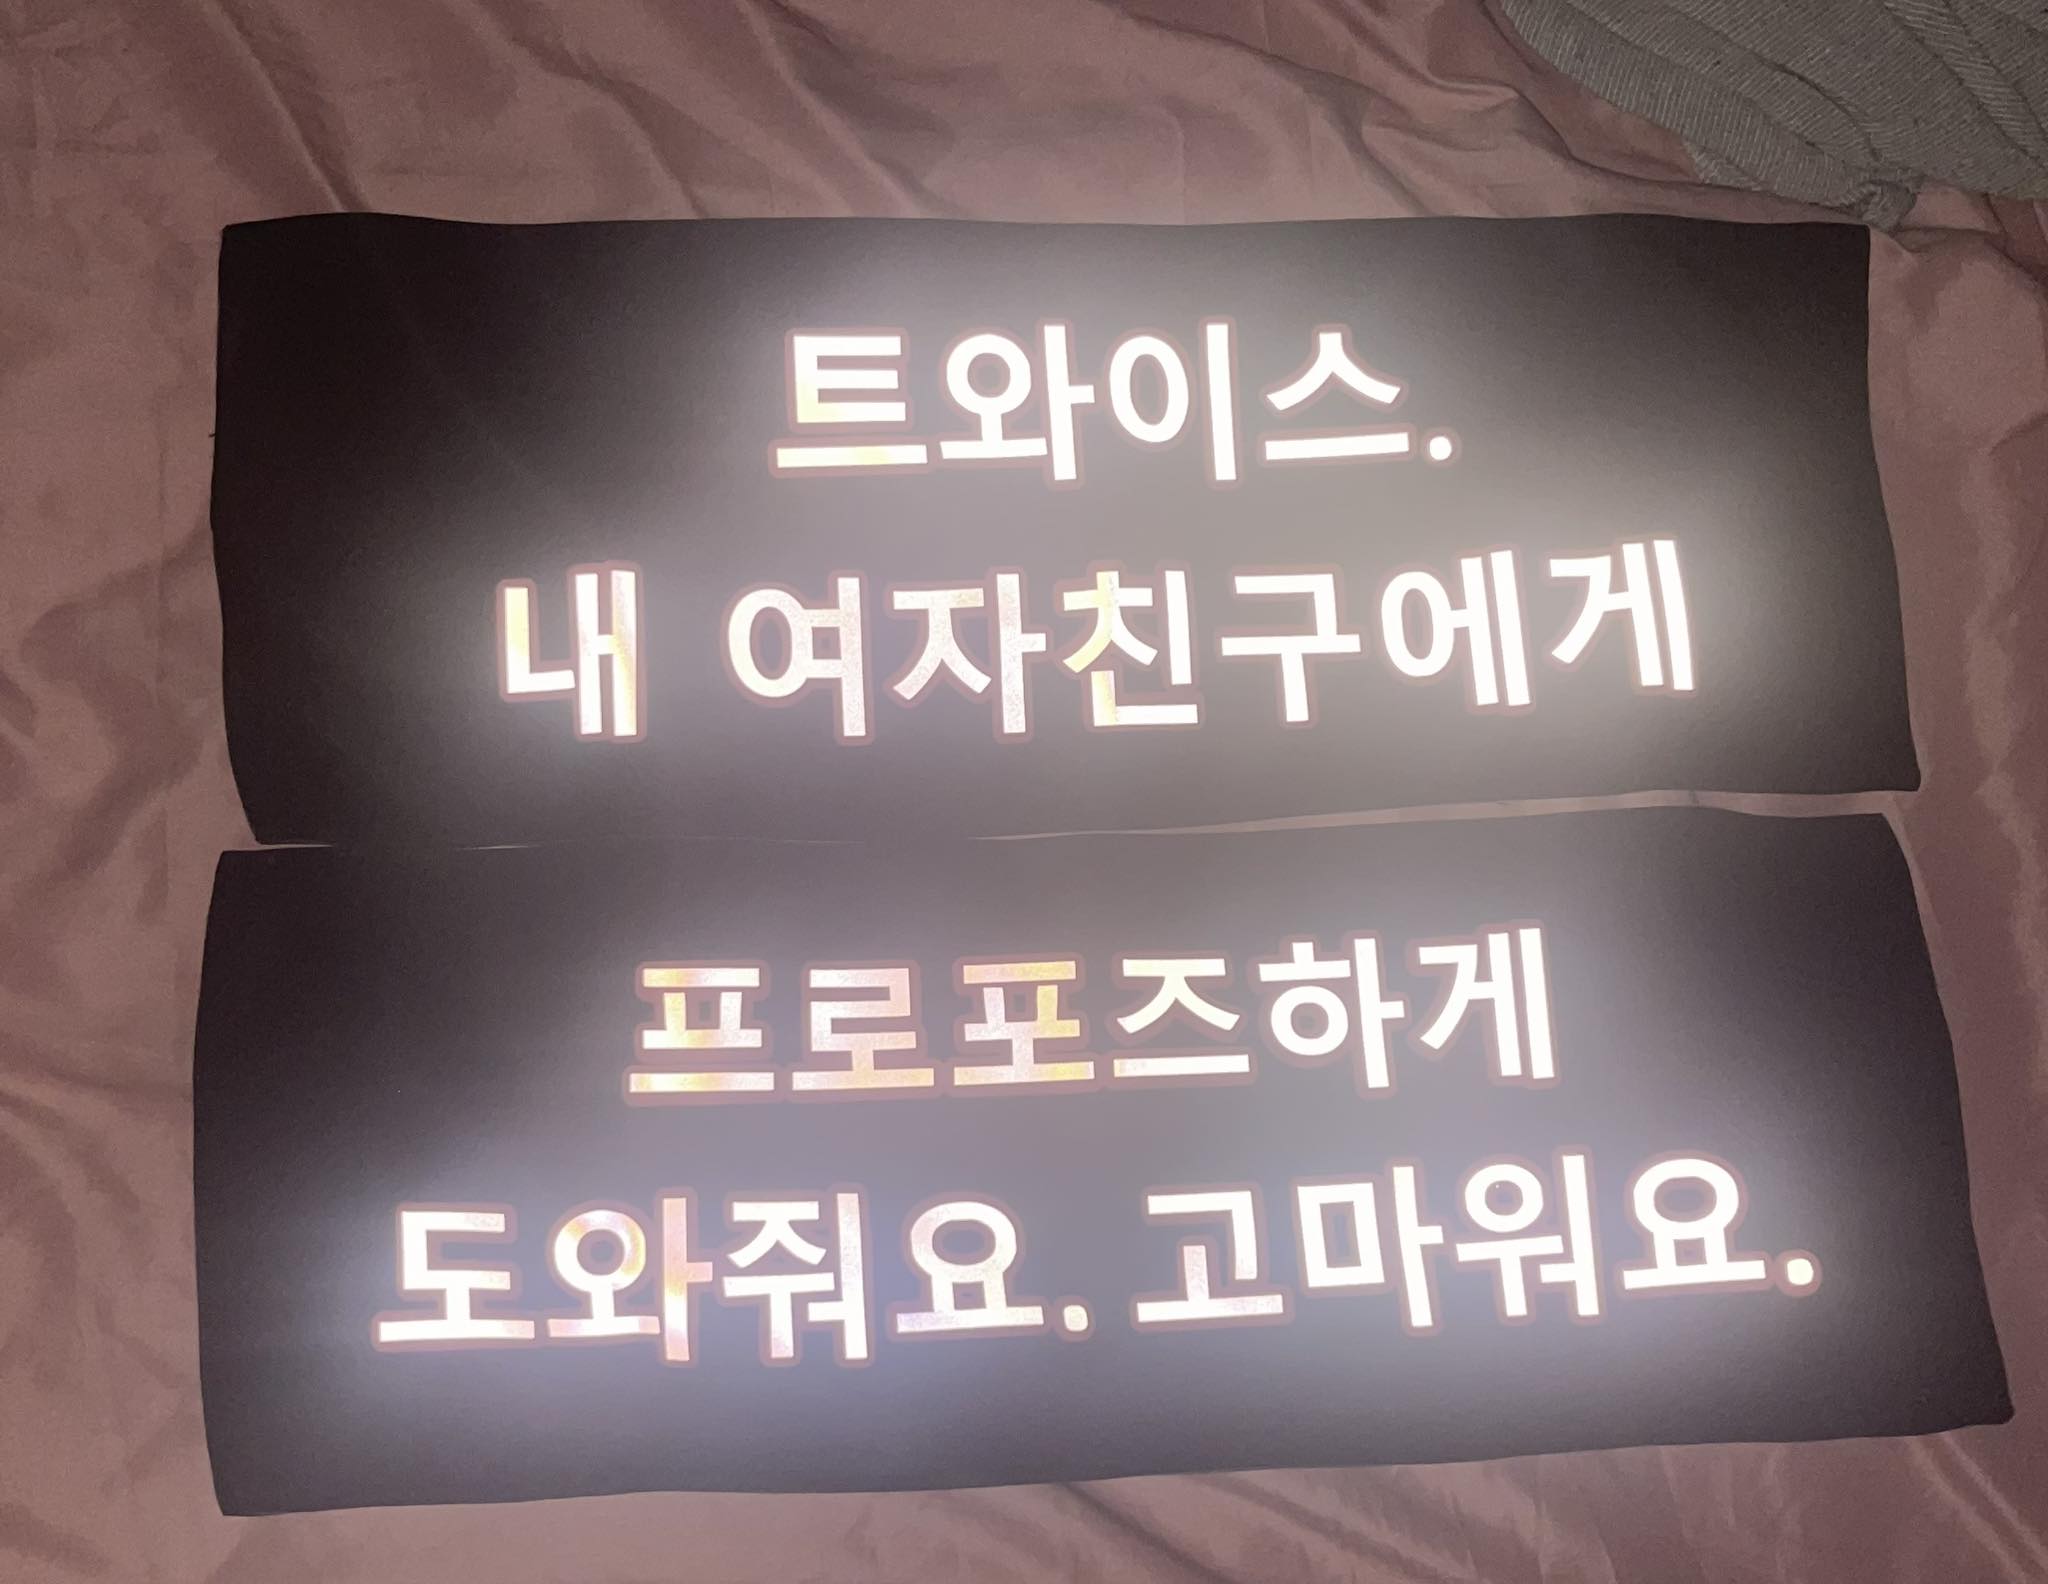 트와이스.
내 여자친구에게
프로포즈하게
도와줘요. 고마워요.